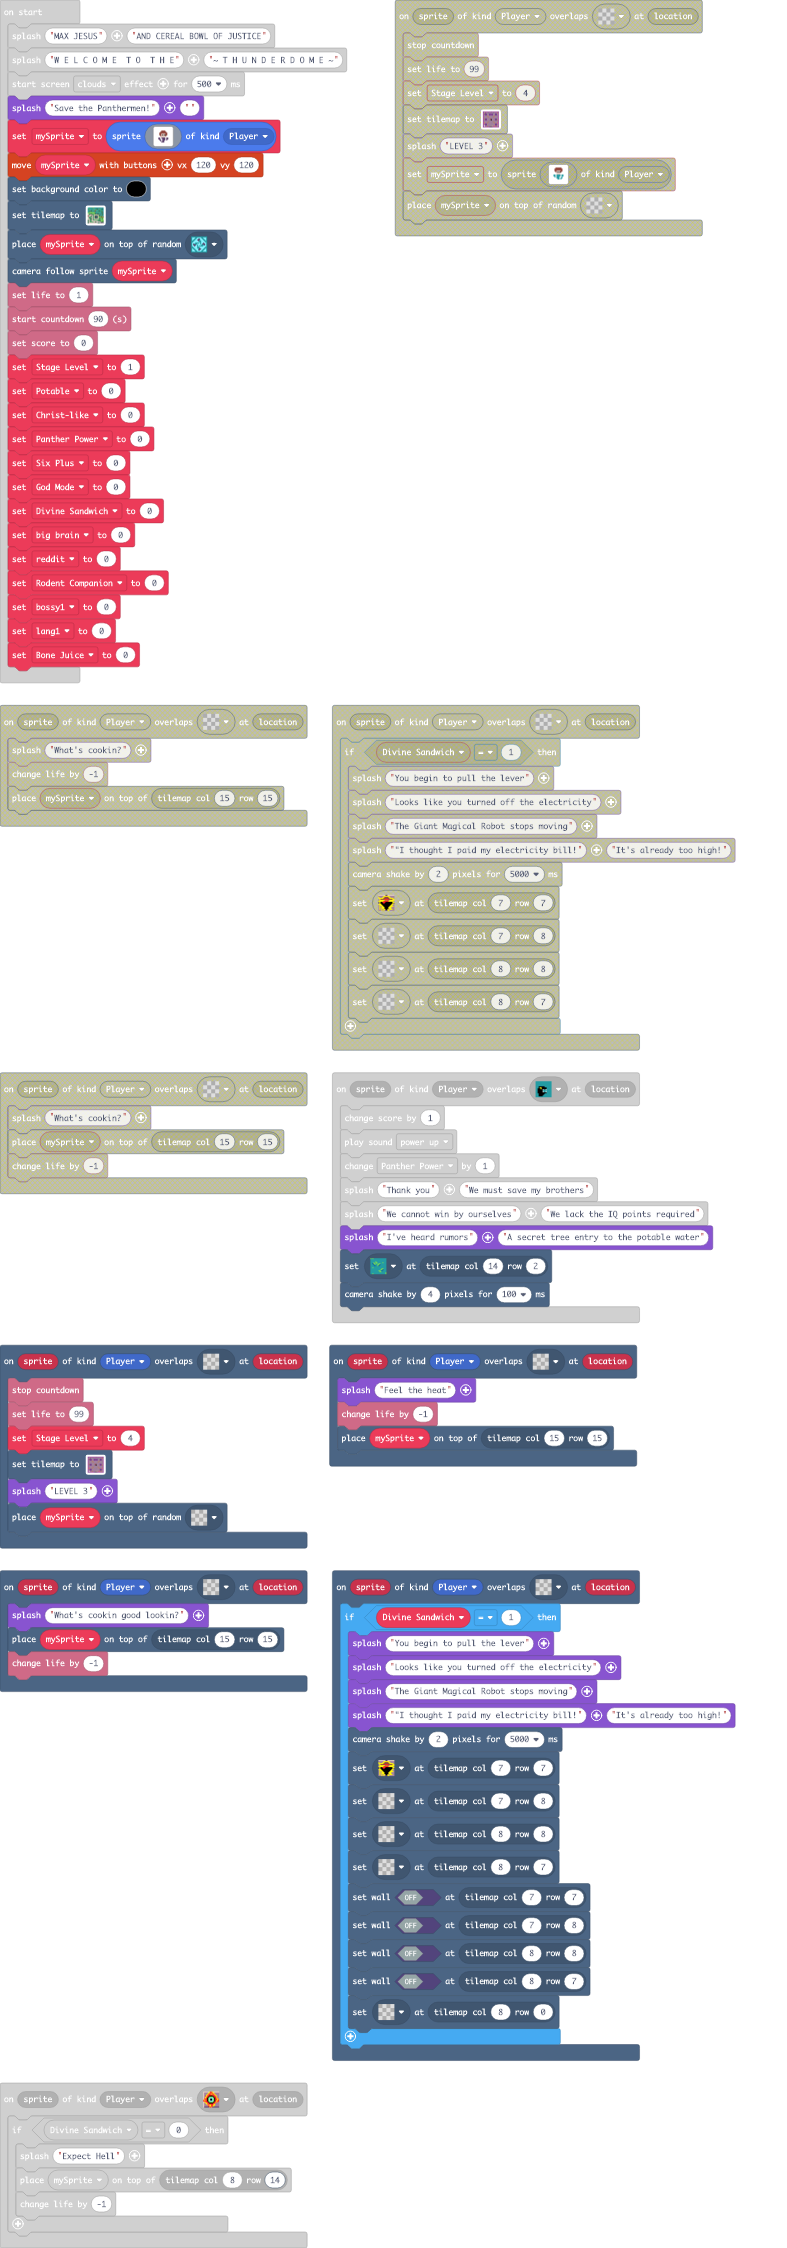 on start
splash "MAX JESUS" "AND CEREAL BOWL OF JUSTICE"
splash "W E L C O M E  T O  T H E" "~ T H U N D E R D O M E ~"
start screen clouds effect for 500 ms
splash "Save the Panthermen!" " "
set mySprite to sprite of kind Player
move mySprite with buttons vx 120 vy 120
set background color to
set tilemap to
place mySprite on top of random
camera follow sprite mySprite
set life to 1
start countdown 90 (s)
set score to 0
set Stage Level to 1
set Potable to 0
set Christ-like to 0
set Panther Power to 0
set Six Plus to 0
set God Mode to 0
set Divine Sandwich to 0
set big brain to 0
set reddit to 0
set Rodent Companion to 0
set bossy1 to 0
set lang1 to 0
set Bone Juice to 0
on sprite of kind Player overlaps at location
stop countdown
set life to 99
set Stage Level to 4
set tilemap to
splash "LEVEL 3"
set mySprite to sprite of kind Player
place mySprite on top of random
on sprite of kind Player overlaps at location
splash "What's cookin?"
change life by -1
place mySprite on top of tilemap col 15 row 15
on sprite of kind Player overlaps at location
if Divine Sandwich = 1 then
splash "You begin to pull the lever"
splash "Looks like you turned off the electricity"
splash "The Giant Magical Robot stops moving"
splash ""I thought I paid my electricity bill!" "It's already too high!"
camera shake by 2 pixels for 5000 ms
set at tilemap col 7 row 7
set at tilemap col 7 row 8
set at tilemap col 8 row 8
set at tilemap col 8 row 7
on sprite of kind Player overlaps at location
splash "What's cookin?"
place mySprite on top of tilemap col 15 row 15
change life by -1
on sprite of kind Player overlaps at location
change score by 1
play sound power up
change Panther Power by 1
splash "Thank you" "We must save my brothers"
splash "We cannot win by ourselves" "We lack the IQ points required"
splash "I've heard rumors" "A secret tree entry to the potable water"
set at tilemap col 14 row 2
camera shake by 4 pixels for 100 ms
on sprite of kind Player overlaps at location
stop countdown
set life to 99
set Stage Level to 4
set tilemap to
splash "LEVEL 3"
place mySprite on top of random
on sprite of kind Player overlaps at location
splash "Feel the heat"
change life by -1
place mySprite on top of tilemap col 15 row 15
on sprite of kind Player overlaps at location
splash "What's cookin good lookin?"
place mySprite on top of tilemap col 15 row 15
change life by -1
on sprite of kind Player overlaps at location
if Divine Sandwich = 1 then
splash "You begin to pull the lever"
splash "Looks like you turned off the electricity"
splash "The Giant Magical Robot stops moving"
splash ""I thought I paid my electricity bill!" "It's already too high!"
camera shake by 2 pixels for 5000 ms
set at tilemap col 7 row 7
set at tilemap col 7 row 8
set at tilemap col 8 row 8
set at tilemap col 8 row 7
set wall OFF at tilemap col 7 row 7
set wall OFF at tilemap col 7 row 8
set wall OFF at tilemap col 8 row 8
set wall OFF at tilemap col 8 row 7
set at tilemap col 8 row 0
on sprite of kind Player overlaps at location
if Divine Sandwich = 0 then
splash "Expect Hell"
place mySprite on top of tilemap col 8 row 14
change life by -1